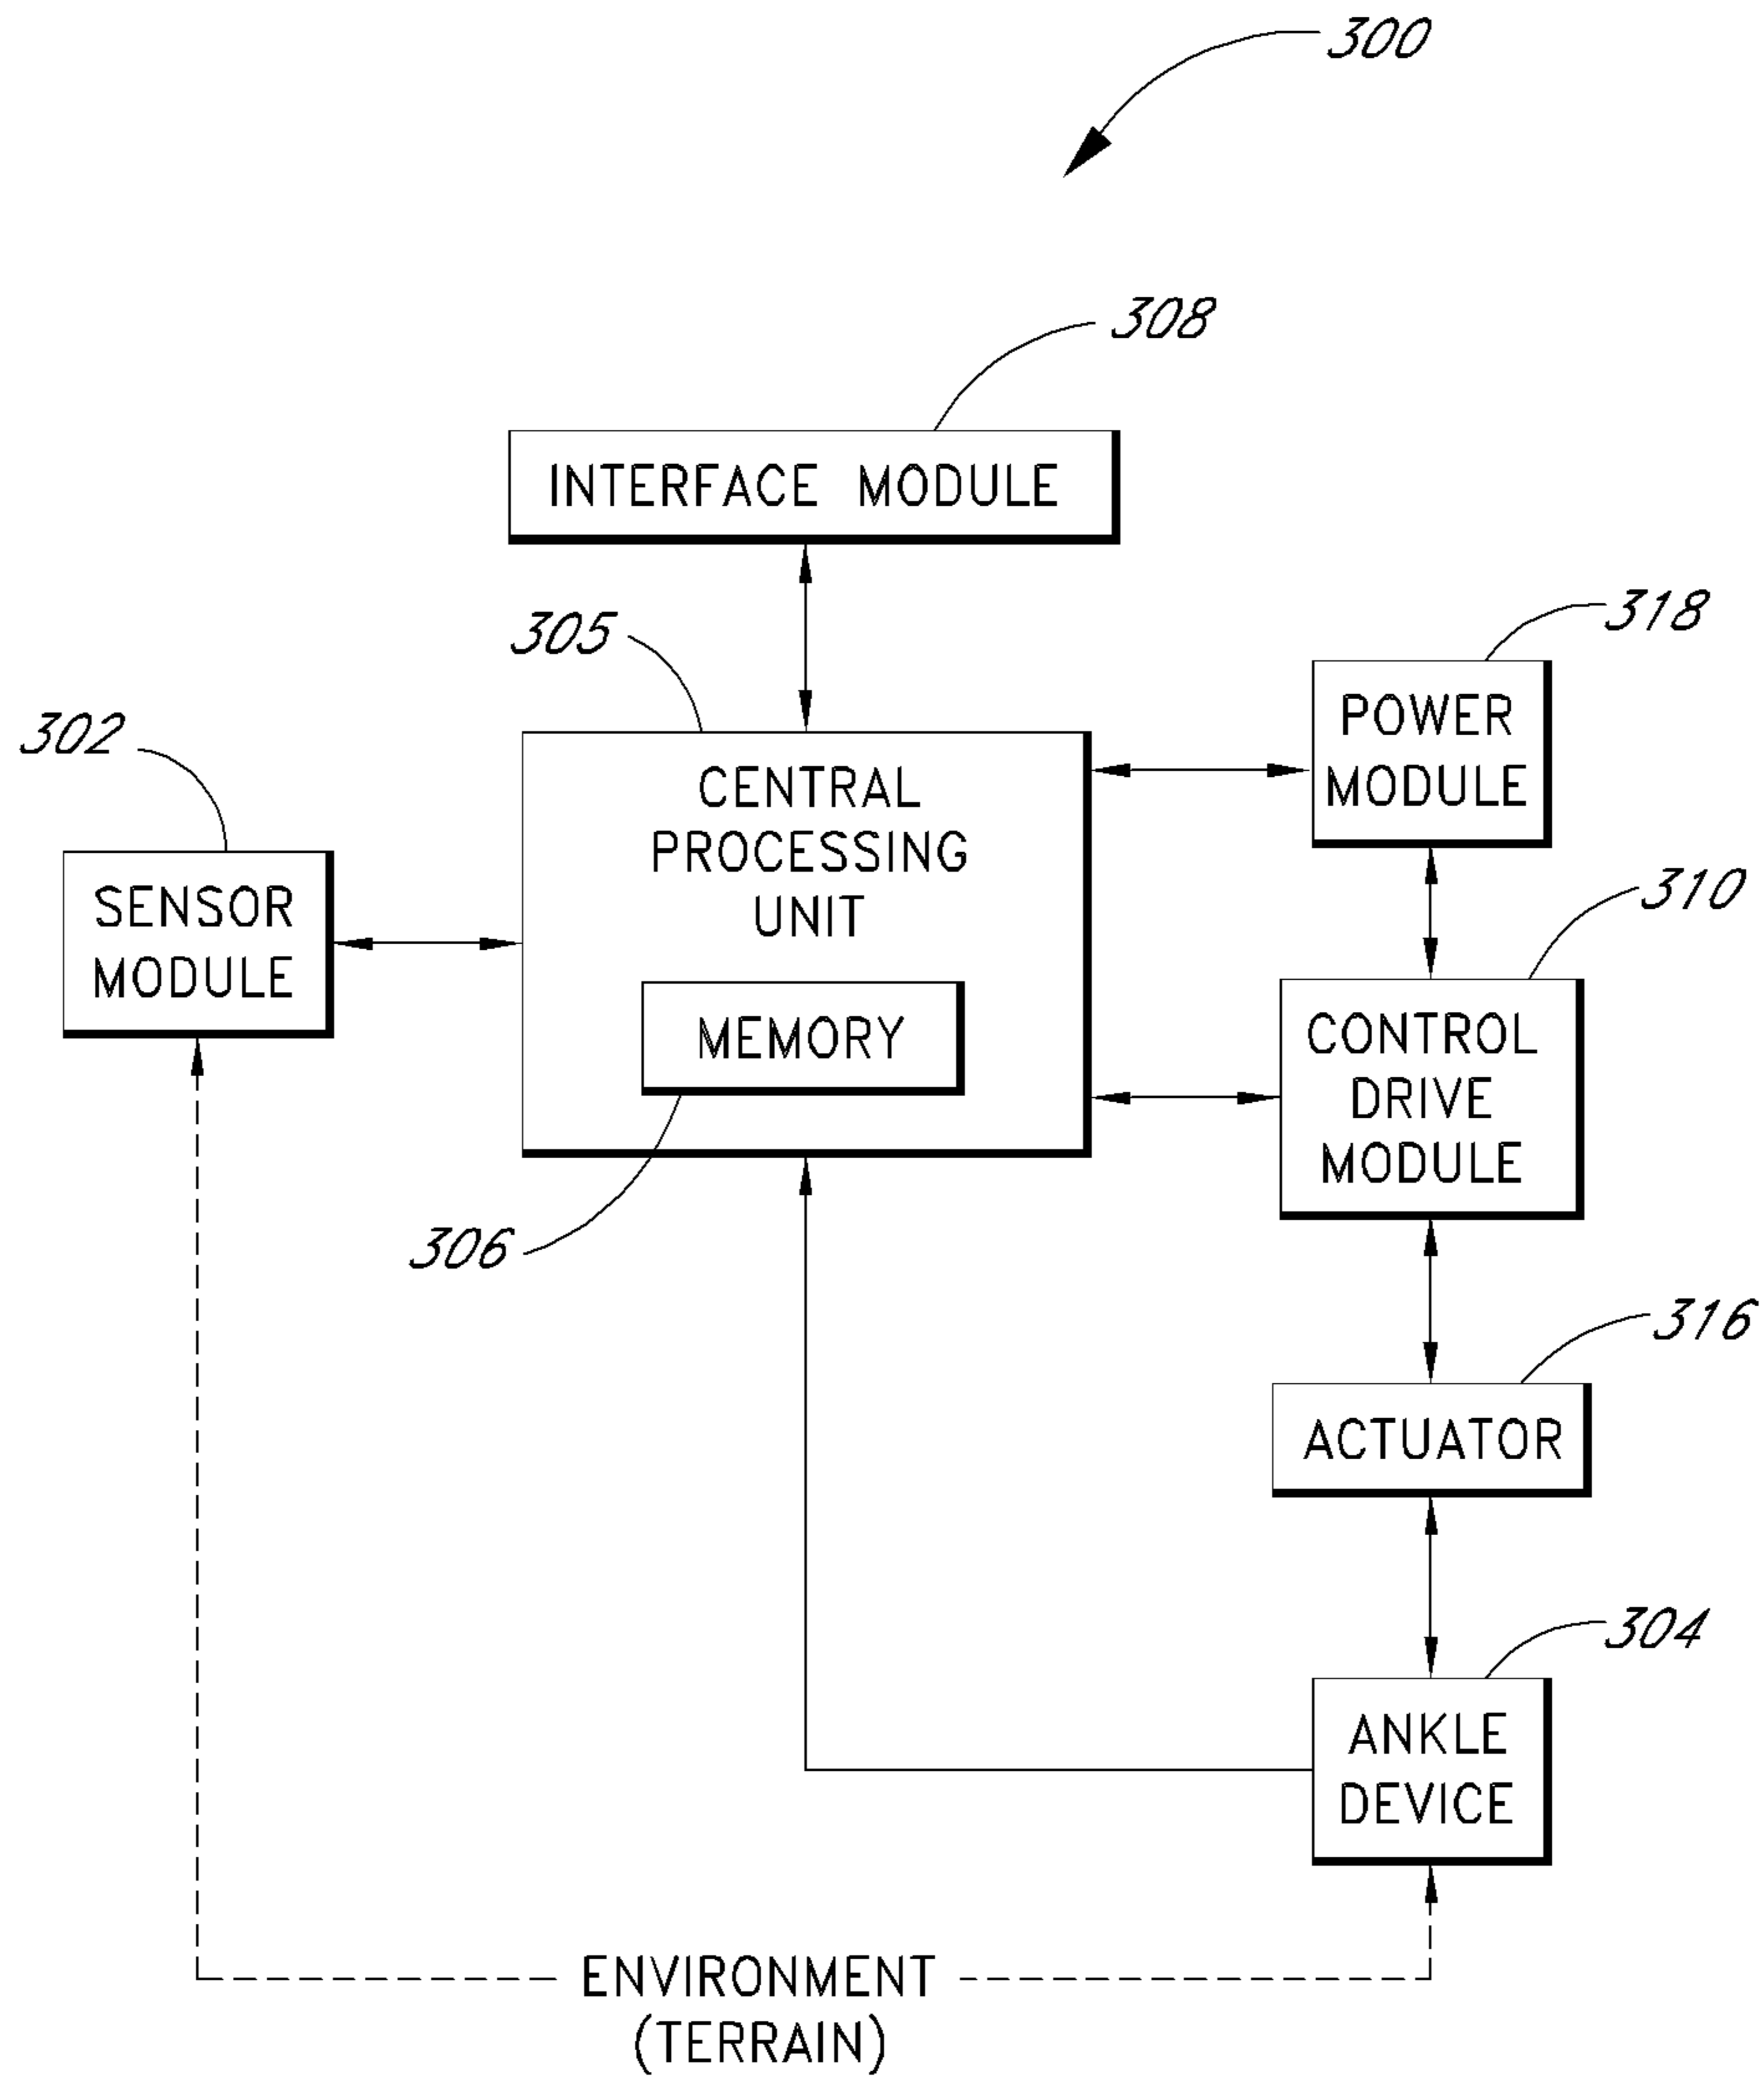 300
308
INTERFACE MODULE
305
318
POWER
MODULE
302
CENTRAL
PROCESSING
UNIT
SENSOR
MODULE
310
MEMORY
CONTROL
DRIVE
MODULE
306
316
ACTUATOR
304
ANKLE
DEVICE
ENVIRONMENT
(TERRAIN)